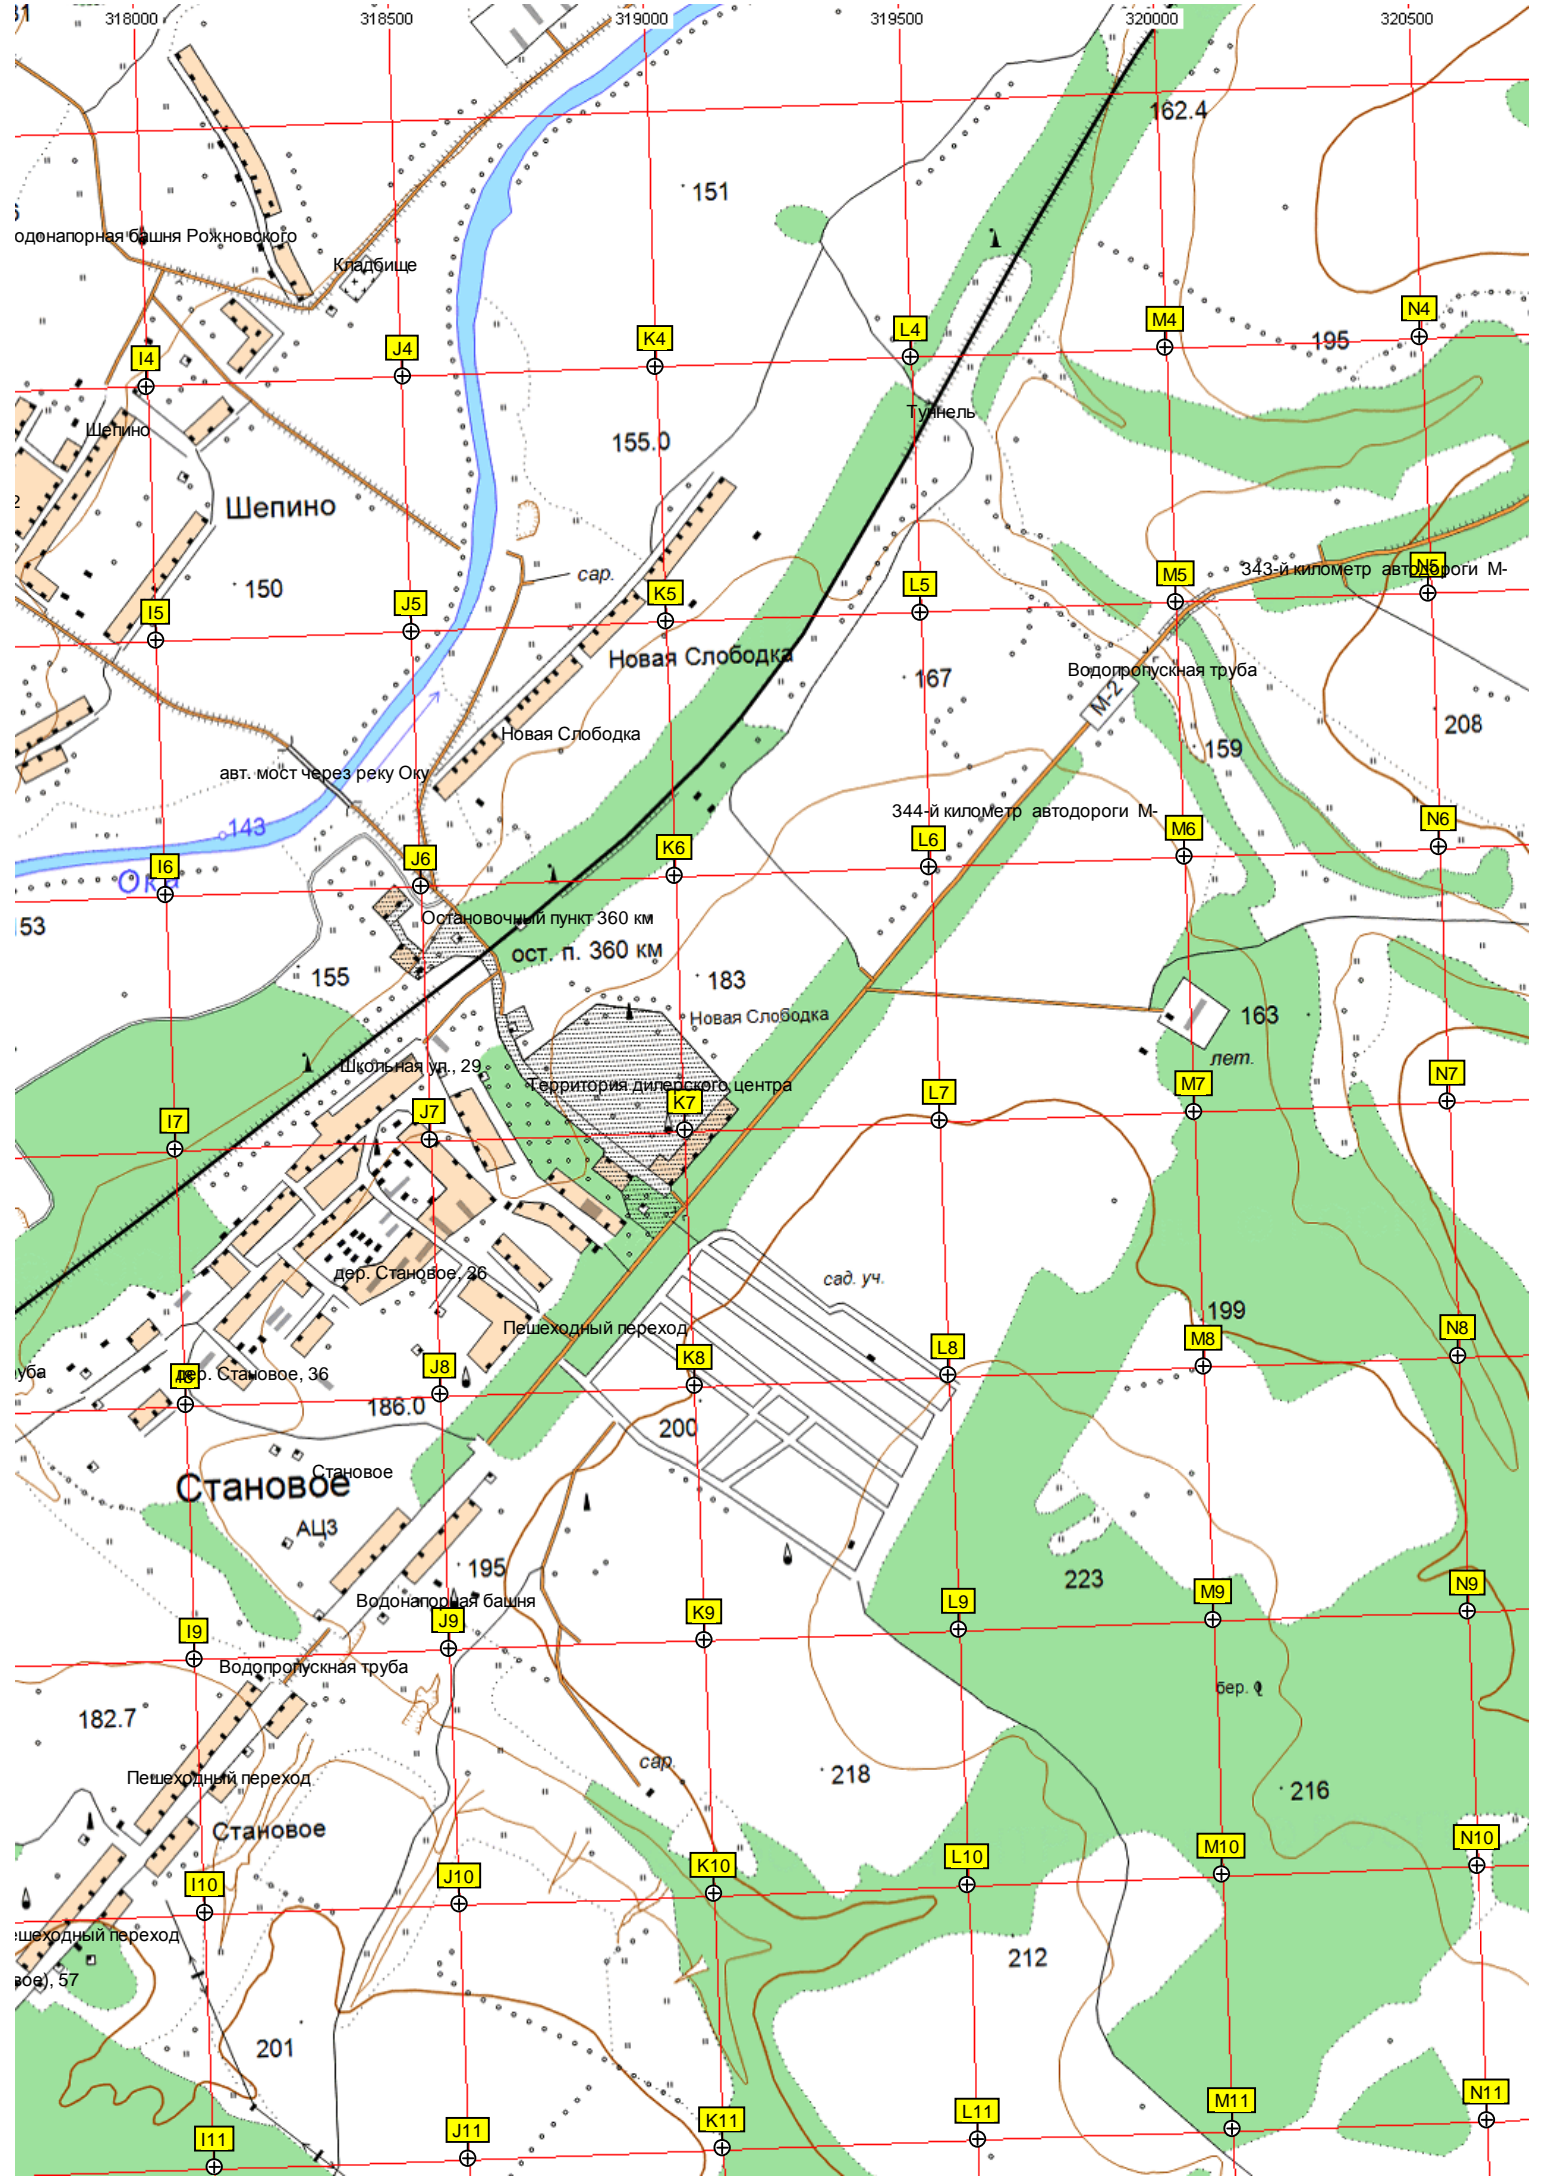 318000 318500 319000 319500 320000 320500
162.4
151
одонапорная башня Рожновского
Кладбище
I4 J4 K4 L4 M4 N4
195
Туннель
Шепино
155.0
Шепино
сар.
150
343-й километр автодороги М-
I5 J5 K5 L5 M5 N5
Новая Слободка
167
Водопропускная труба
М-2
208
Новая Слободка
159
авт. мост через реку Оку
344-й километр автодороги М-
143
I6 J6 K6 L6 M6 N6
Ока
53
Остановочный пункт 360 км
ост. п. 360 км
155
183
Новая Слободка
163
лет.
Школьная ул., 29
Территория дилерского центра
I7 J7 K7 L7 M7 N7
сад. уч.
дер. Становое, 26
199
Пешеходный переход
уба
I8 J8 K8 L8 M8 N8
дер. Становое, 36
186.0
200
Становое
Становое
АЦЗ
195
223
Водонапорная башня
I9 J9 K9 L9 M9 N9
Водопропускная труба
бер.
182.7
сар.
218
Пешеходный переход
216
Становое
I10 J10 K10 L10 M10 N10
ешеходный переход
212
вое), 57
201
I11 J11 K11 L11 M11 N11